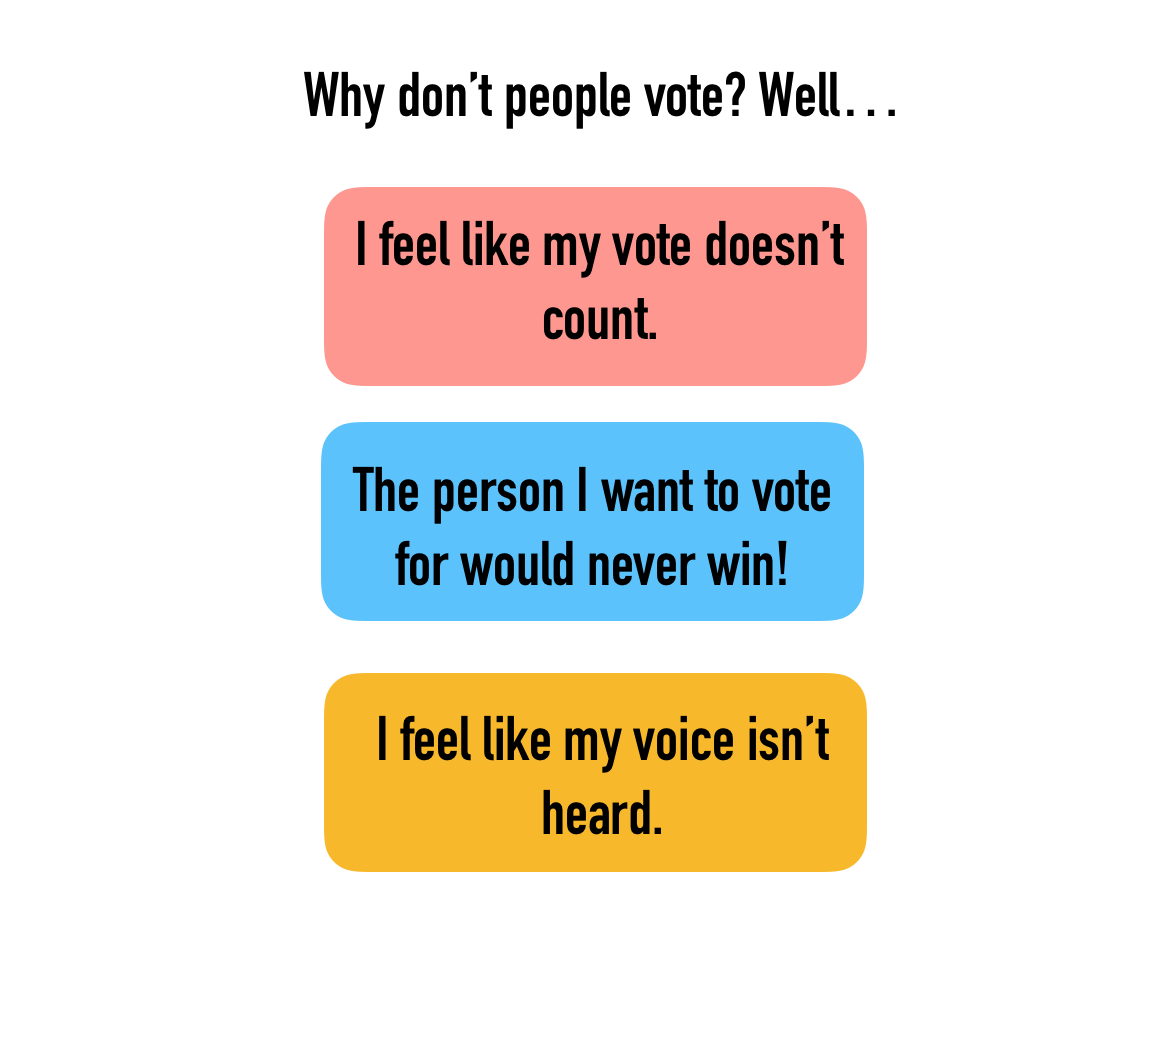 Why don’t people vote? Well...
I feel like my vote doesn’t
count.
The person I want to vote
for would never win!
I feel like my voice isn’t
heard.